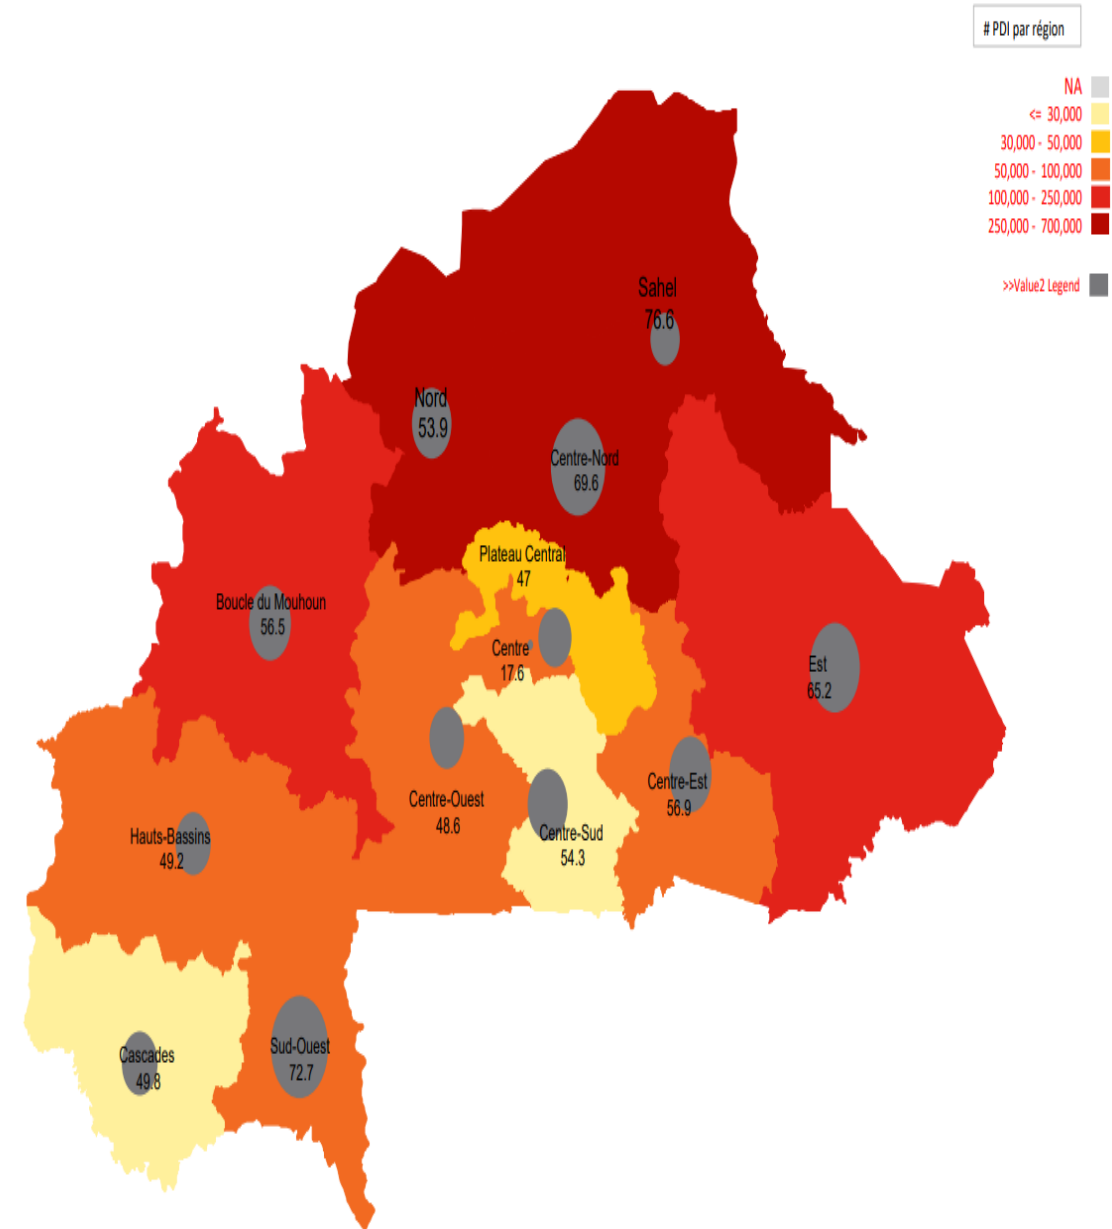 # PDI par région
NA
<= 30,000
30,000 - 50,000
50,000 - 100,000
100,000 - 250,000
250,000 - 700,000
>>Value2 Legend
Sahel
76.6
Nord
53.9
Centre-Nord
69.6
Plateau Central
47
Boucle du Mouhoun
56.5
Centre
17.6
Est
65.2
Centre-Est
56.9
Centre-Ouest
48.6
Centre-Sud
54.3
Hauts-Bassins
49.2
Cascades
49.8
Sud-Ouest
72.7